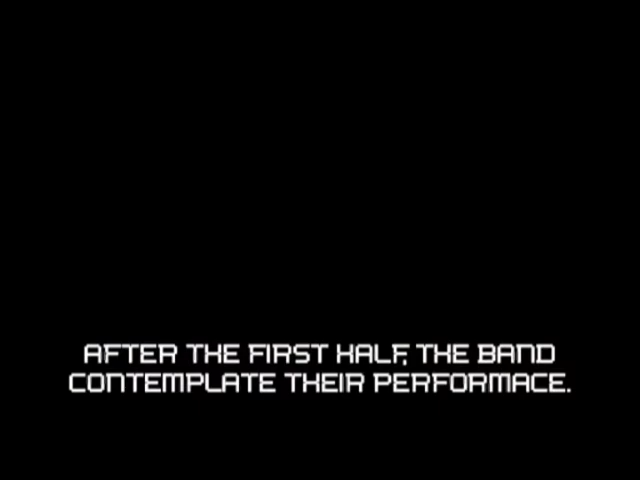 AFTER THE FIRST HALF, THE BAND
CONTEMPLATE THEIR PERFORMACE.